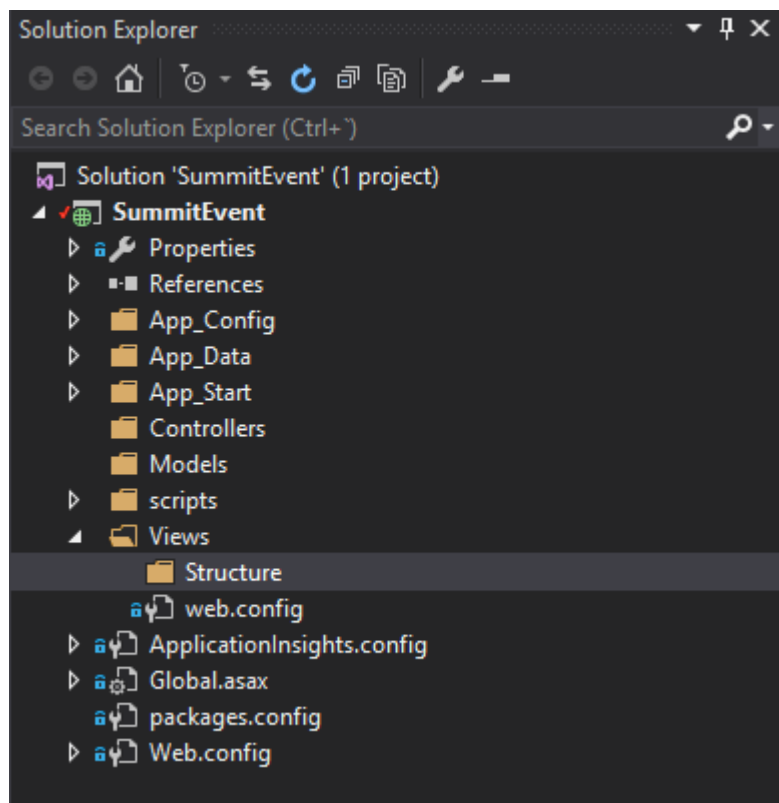 Solution Explorer
Search Solution Explorer (Ctrl+`)
Solution 'SummitEvent' (1 project)
SummitEvent
Properties
References
App_Config
App_Data
App_Start
Controllers
Models
scripts
Views
Structure
web.config
ApplicationInsights.config
Global.asax
packages.config
Web.config